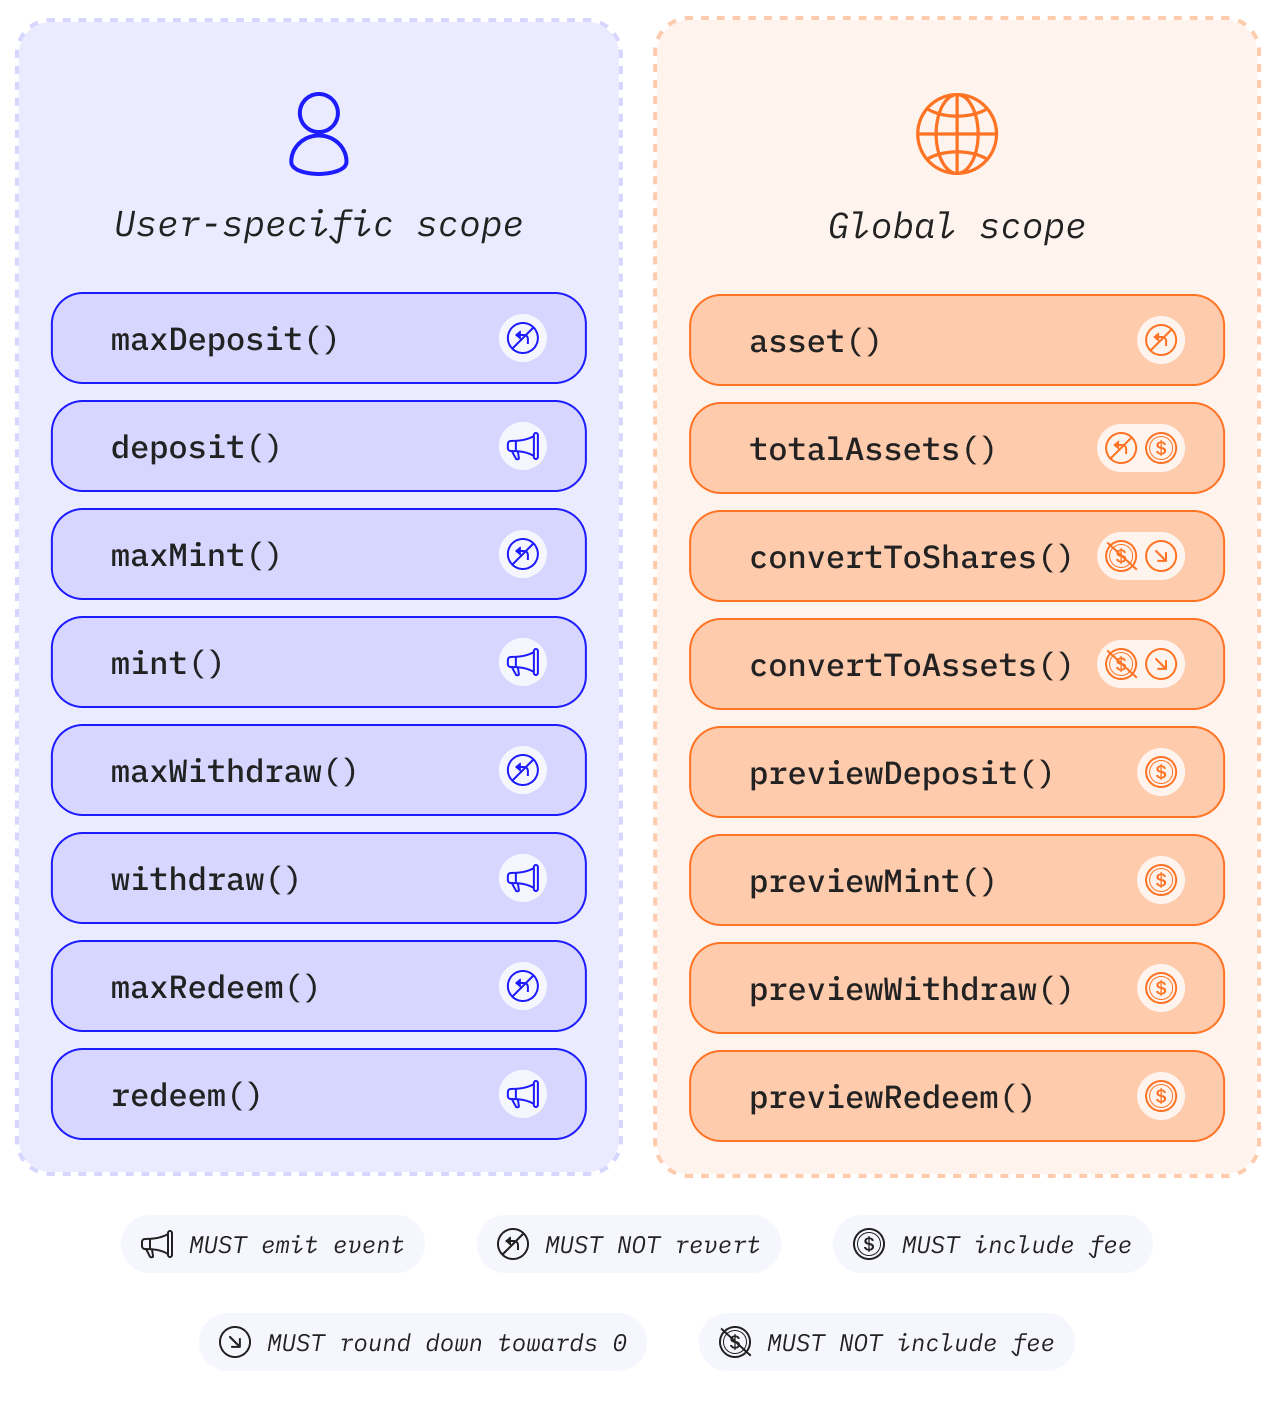 User-specific scope
maxDeposit()
deposit()
maxMint()
mint()
maxWithdraw()
withdraw()
maxRedeem()
redeem()
Global scope
asset()
totalAssets()
convertToShares()
convertToAssets()
previewDeposit()
previewMint()
previewWithdraw()
previewRedeem()
MUST emit event
MUST NOT revert
MUST include fee
MUST round down towards 0
MUST NOT include fee